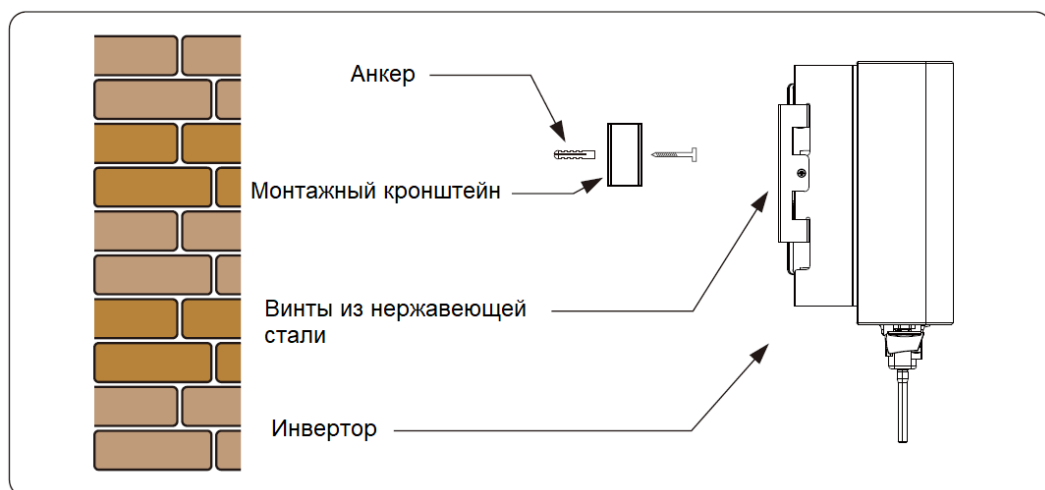 Анкер
Монтажный кронштейн
Винты из нержавеющей
стали
Инвертор